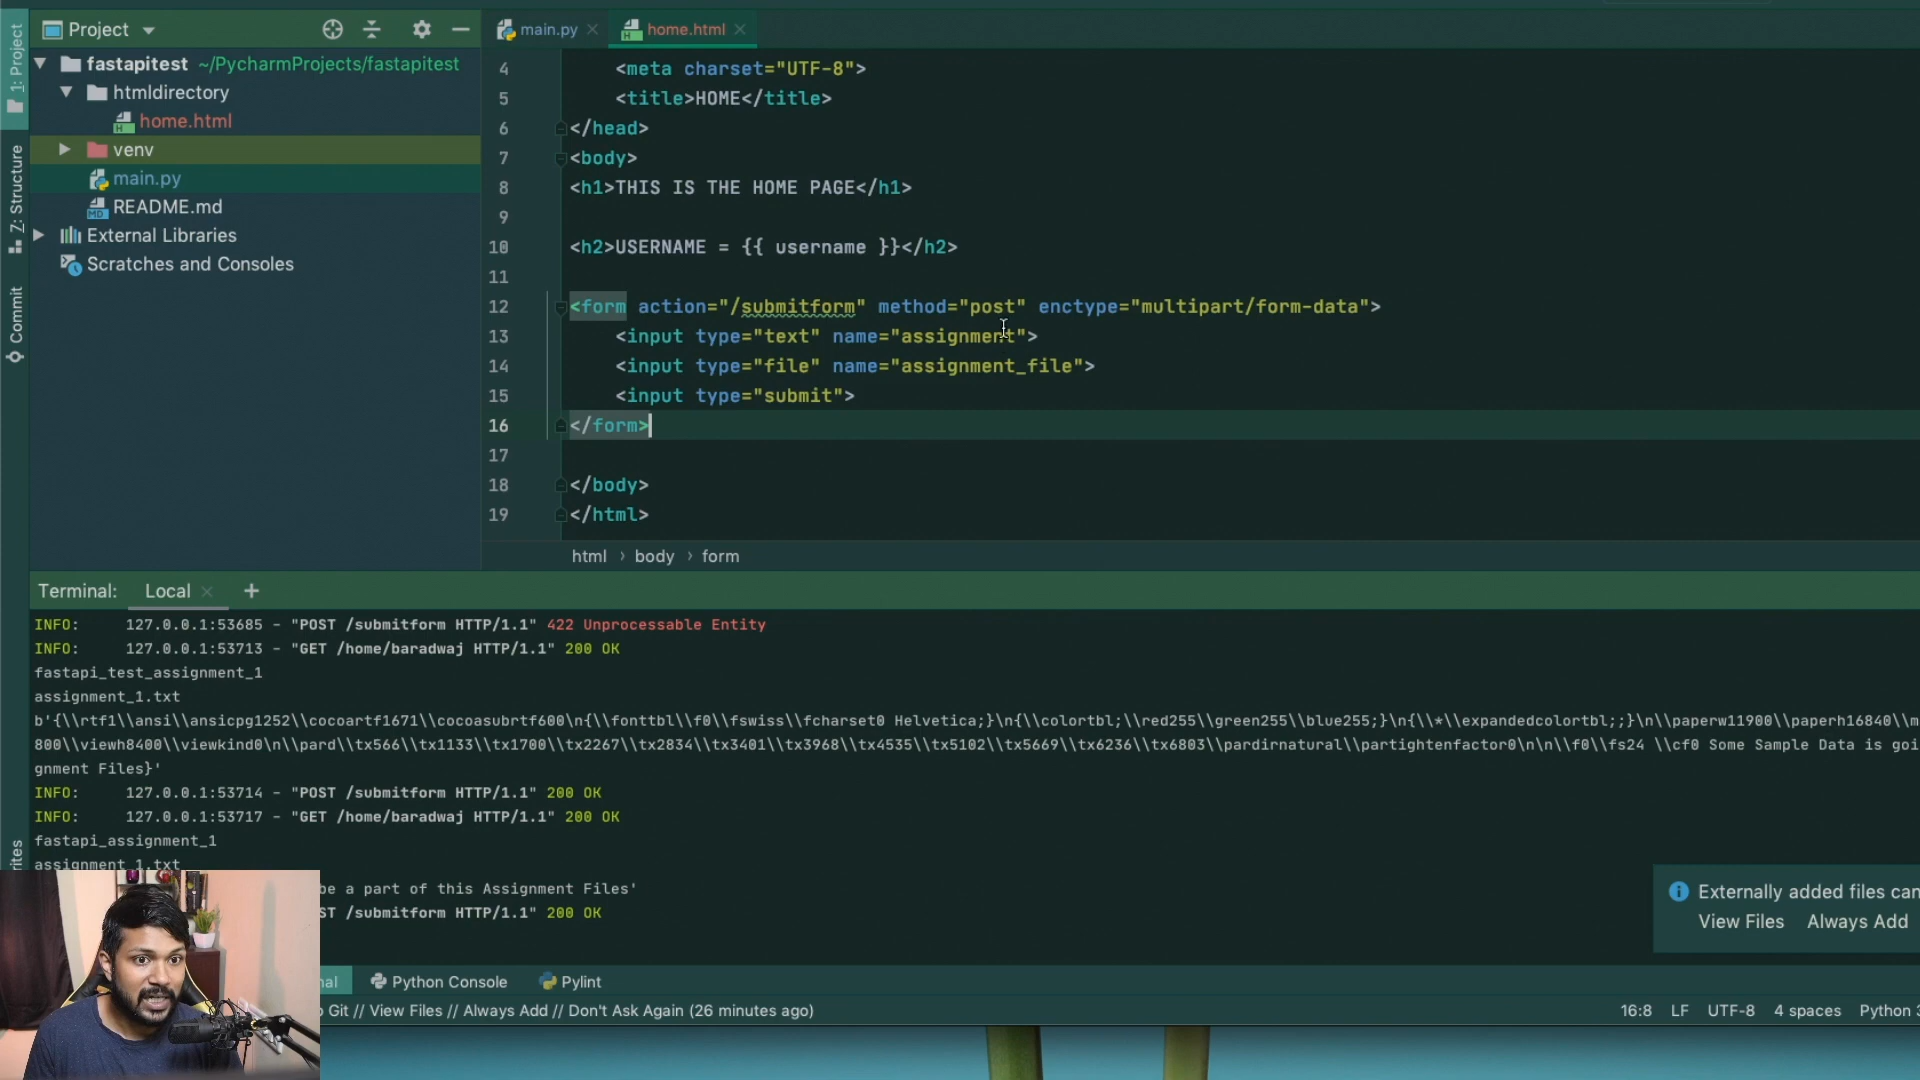 Project
main.py
home.html
1: Project
Z: Structure
Commit
fastapitest ~/PycharmProjects/fastapitest
htmldirectory
home.html
venv
main.py
README.md
External Libraries
Scratches and Consoles
4 <meta charset="UTF-8">
5 <title>HOME</title>
6 </head>
7 <body>
8 <h1>THIS IS THE HOME PAGE</h1>
9
10 <h2>USERNAME = {{ username }}</h2>
11
12 <form action="/submitform" method="post" enctype="multipart/form-data">
13 <input type="text" name="assignment">
14 <input type="file" name="assignment_file">
15 <input type="submit">
16 </form>
17
18 </body>
19 </html>
html › body › form
Terminal: Local +
INFO: 127.0.0.1:53685 - "POST /submitform HTTP/1.1" 422 Unprocessable Entity
INFO: 127.0.0.1:53713 - "GET /home/baradwaj HTTP/1.1" 200 OK
fastapi_test_assignment_1
assignment_1.txt
b'{\\rtf1\\ansi\\ansicpg1252\\cocoartf1671\\cocoasubrtf600\n{\\fonttbl\\f0\\fswiss\\fcharset0 Helvetica;}\n{\\colortbl;\\red255\\green255\\blue255;}\n{\\*\\expandedcolortbl;;}\n\\paperw11900\\paperh16840\\m
800\\viewh8400\\viewkind0\n\\pard\\tx566\\tx1133\\tx1700\\tx2267\\tx2834\\tx3401\\tx3968\\tx4535\\tx5102\\tx5669\\tx6236\\tx6803\\pardirnatural\\partightenfactor0\n\n\\f0\\fs24 \\cf0 Some Sample Data is goi
gnment Files}'
INFO: 127.0.0.1:53714 - "POST /submitform HTTP/1.1" 200 OK
INFO: 127.0.0.1:53717 - "GET /home/baradwaj HTTP/1.1" 200 OK
fastapi_assignment_1
assignment_1.txt
be a part of this Assignment Files'
ST /submitform HTTP/1.1" 200 OK
rites
Externally added files can
View Files Always Add
nal Python Console Pylint
o Git // View Files // Always Add // Don't Ask Again (26 minutes ago)
16:8 LF UTF-8 4 spaces Python 3